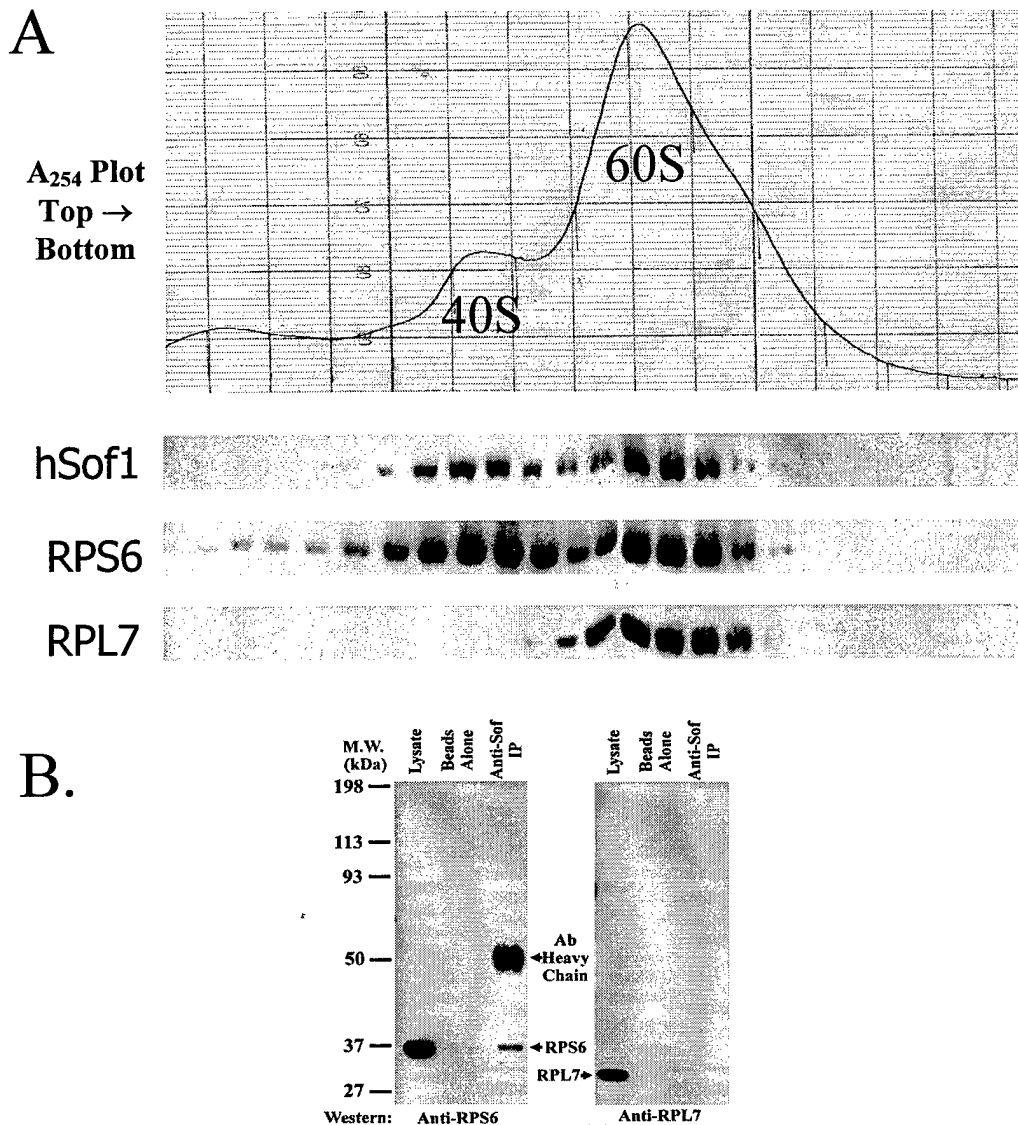 A
A254 Plot
Top →
Bottom
40S
60S
hSof1
RPS6
RPL7
B.
M.W.
(kDa)
Lysate
Beads
Alone
Anti-Sof
IP
Lysate
Beads
Alone
Anti-Sof
IP
198
113
93
50
37
27
Ab
Heavy
Chain
RPS6
RPL7
Western: Anti-RPS6 Anti-RPL7